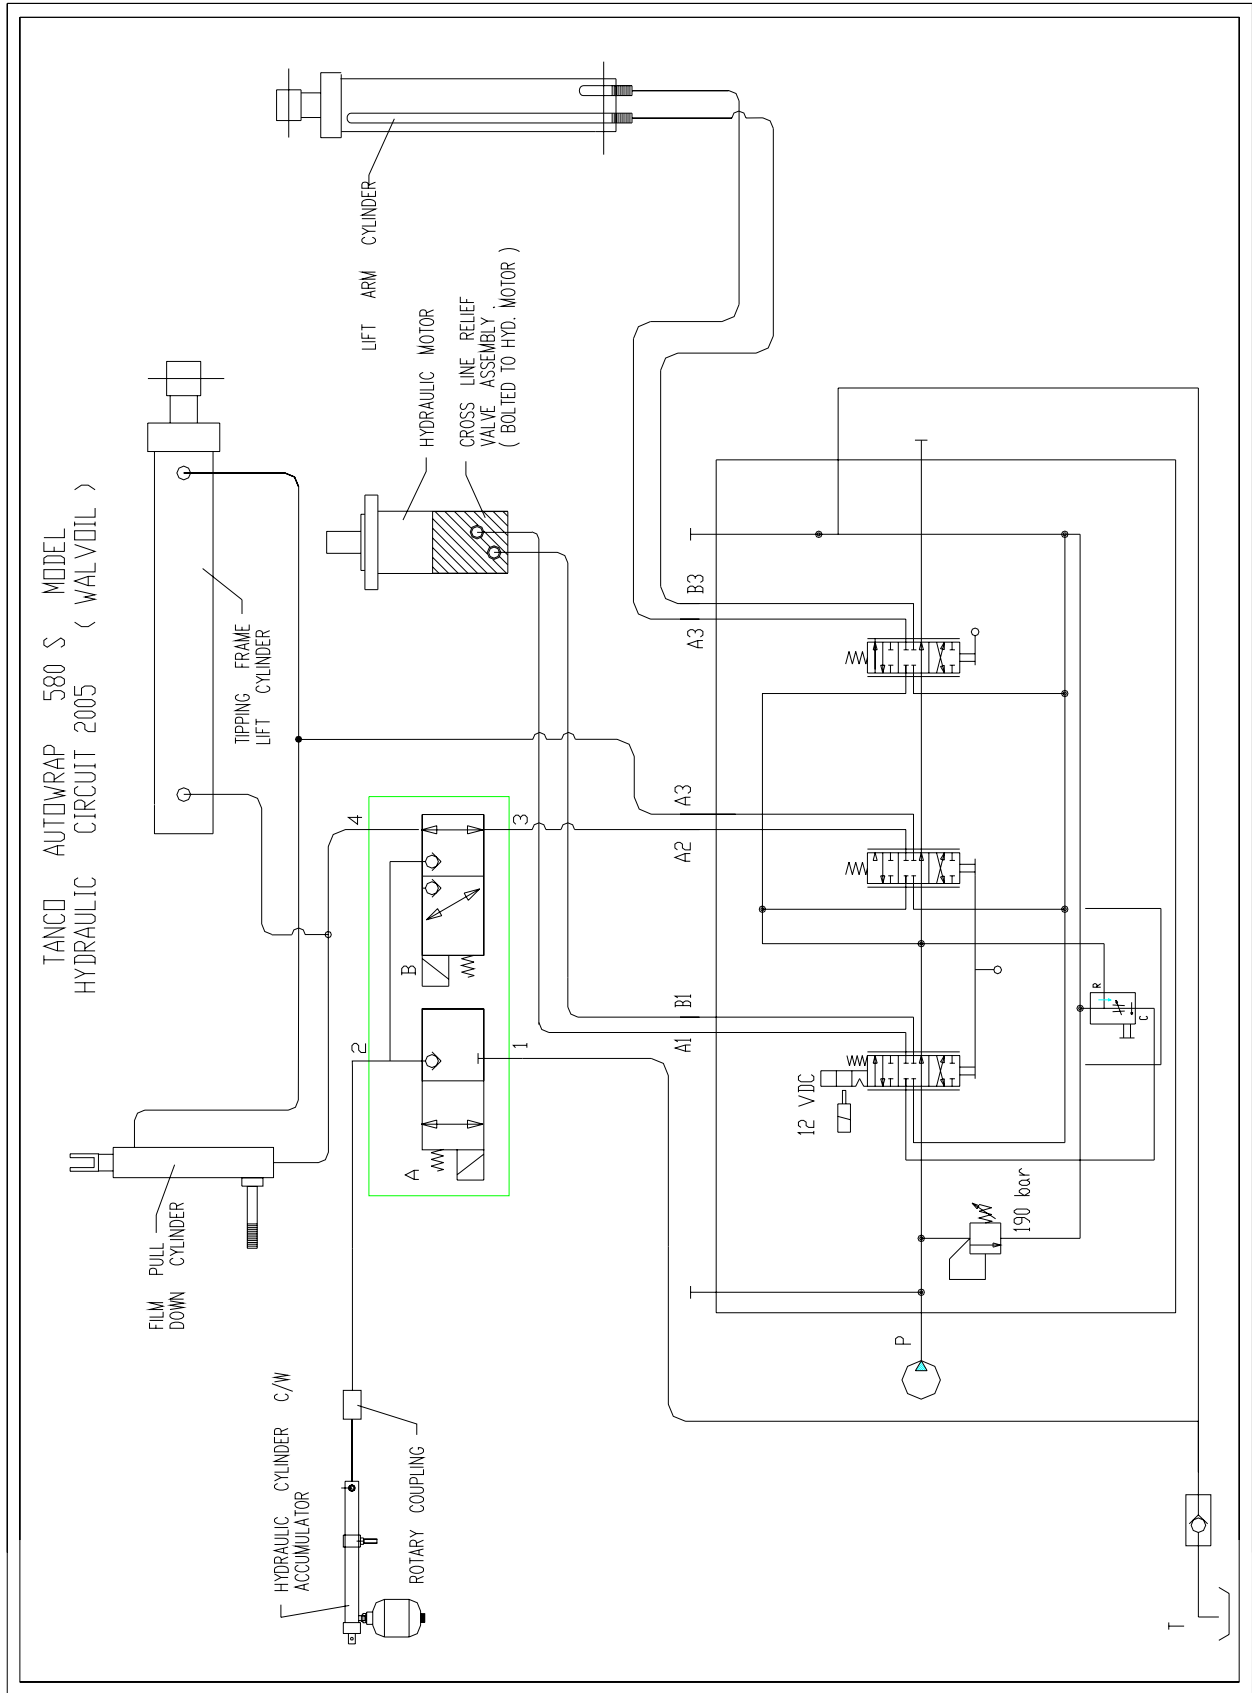 TANCO AUTOWRAP 580 S MODEL
HYDRAULIC CIRCUIT 2005 ( WALVOIL )
TIPPING FRAME
LIFT CYLINDER
LIFT ARM CYLINDER
HYDRAULIC MOTOR
CROSS LINE RELIEF
VALVE ASSEMBLY .
( BOLTED TO HYD. MOTOR )
FILM PULL
DOWN CYLINDER
HYDRAULIC CYLINDER C/W
ACCUMULATOR
ROTARY COUPLING
2
4
A
B
1
3
A1
B1
A2
A3
A3
B3
12 VDC
190 bar
R
C
P
T